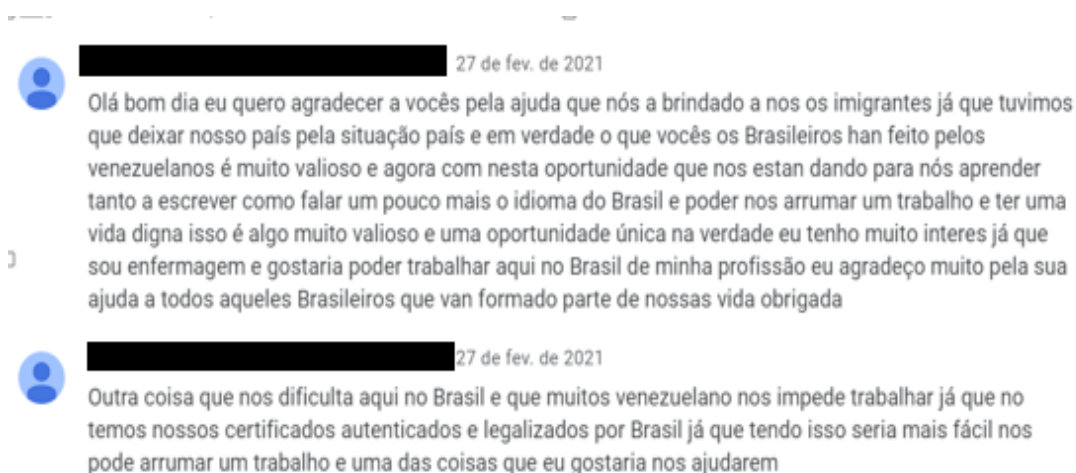 27 de fev. de 2021
Olá bom dia eu quero agradecer a vocês pela ajuda que nós a brindado a nos os imigrantes já que tuvimos
que deixar nosso país pela situação país e em verdade o que vocês os Brasileiros han feito pelos
venezuelanos é muito valioso e agora com nesta oportunidade que nos estan dando para nós aprender
tanto a escrever como falar um pouco mais o idioma do Brasil e poder nos arrumar um trabalho e ter uma
vida digna isso é algo muito valioso e uma oportunidade única na verdade eu tenho muito interes já que
sou enfermagem e gostaria poder trabalhar aqui no Brasil de minha profissão eu agradeço muito pela sua
ajuda a todos aqueles Brasileiros que van formado parte de nossas vida obrigada
27 de fev. de 2021
Outra coisa que nos dificulta aqui no Brasil e que muitos venezuelano nos impede trabalhar já que no
temos nossos certificados autenticados e legalizados por Brasil já que tendo isso seria mais fácil nos
pode arrumar um trabalho e uma das coisas que eu gostaria nos ajudarem